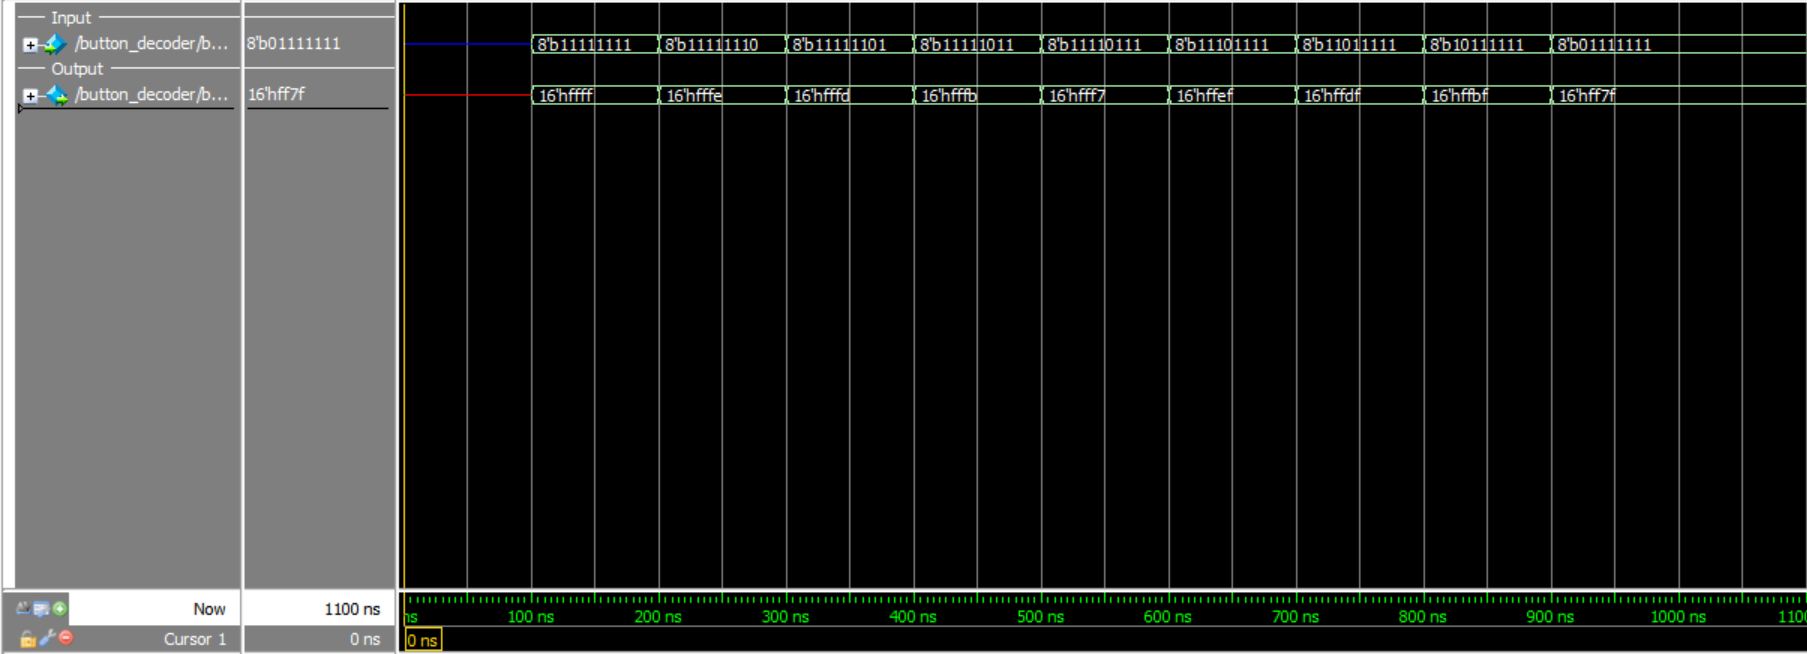 Input
/button_decoder/b... 8'b01111111 8'b11111111 8'b11111110 8'b11111101 8'b11111011 8'b11110111 8'b11101111 8'b11011111 8'b10111111 8'b01111111
Output
/button_decoder/b... 16'hff7f 16'hffff 16'hfffe 16'hfffd 16'hfffb 16'hfff7 16'hffef 16'hffdf 16'hffbf 16'hff7f
Now 1100 ns ns 100 ns 200 ns 300 ns 400 ns 500 ns 600 ns 700 ns 800 ns 900 ns 1000 ns 1100
Cursor 1 0 ns 0 ns